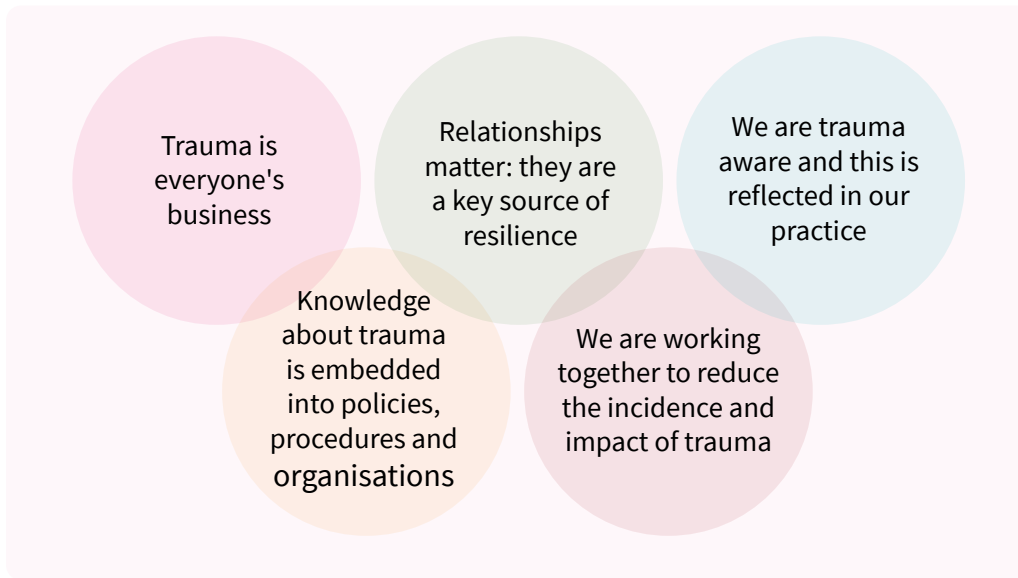 Trauma is
everyone's
business
Relationships
matter: they are
a key source of
resilience
We are trauma
aware and this is
reflected in our
practice
Knowledge
about trauma
is embedded
into policies,
procedures and
organisations
We are working
together to reduce
the incidence and
impact of trauma